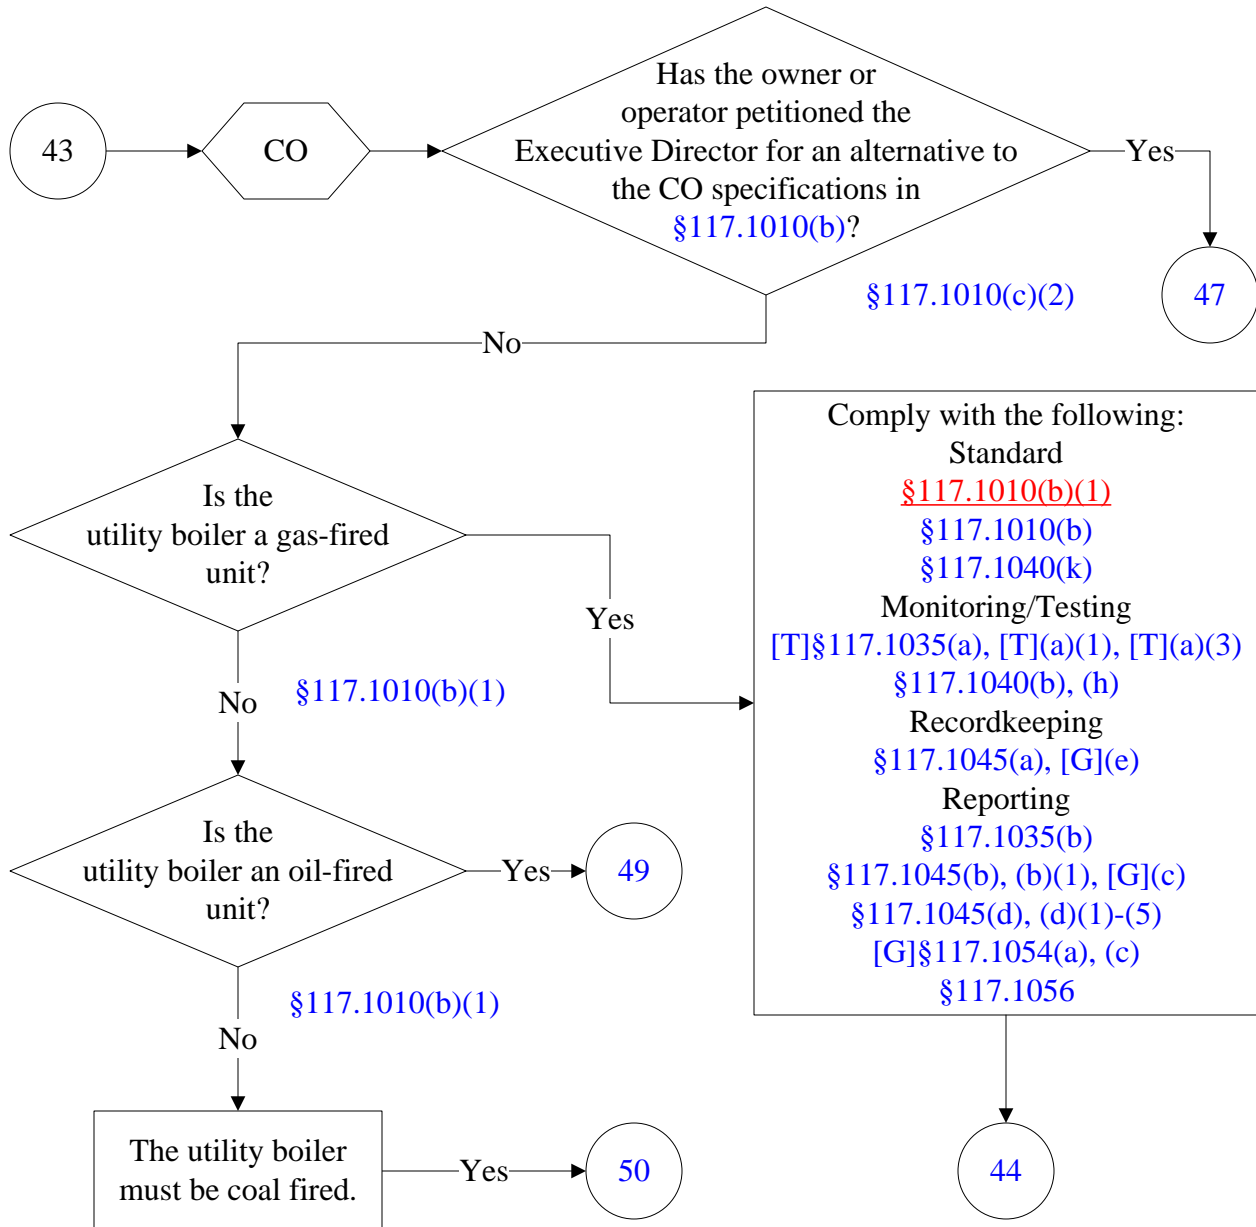 43
CO
Has the owner or
operator petitioned the
Executive Director for an alternative to
the CO specifications in
§117.1010(b)?
Yes
47
§117.1010(c)(2)
No
Is the
utility boiler a gas-fired
unit?
Yes
No
§117.1010(b)(1)
Comply with the following:
Standard
§117.1010(b)(1)
§117.1010(b)
§117.1040(k)
Monitoring/Testing
[T]§117.1035(a), [T](a)(1), [T](a)(3)
§117.1040(b), (h)
Recordkeeping
§117.1045(a), [G](e)
Reporting
§117.1035(b)
§117.1045(b), (b)(1), [G](c)
§117.1045(d), (d)(1)-(5)
[G]§117.1054(a), (c)
§117.1056
Is the
utility boiler an oil-fired
unit?
Yes
49
§117.1010(b)(1)
No
The utility boiler
must be coal fired.
Yes
50
44